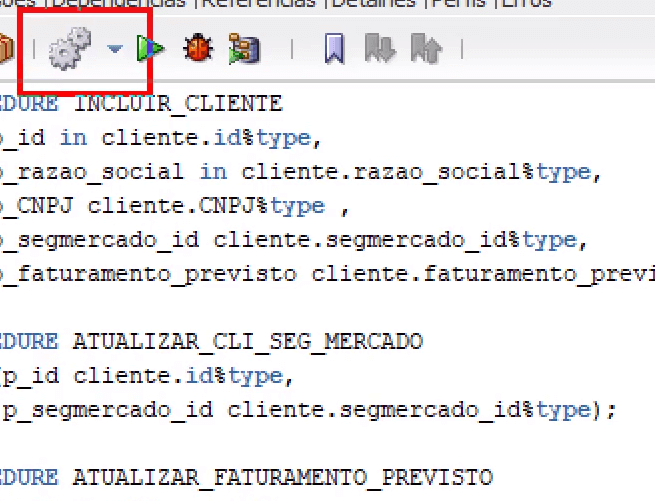 |Dependências |Referências |Detalhes |Perfis |Erros
INCLUIR_CLIENTE
_id in cliente.id%type,
_razao_social in cliente.razao_social%type,
_CNPJ cliente.CNPJ%type ,
_segmercado_id cliente.segmercado_id%type,
_faturamento_previsto cliente.faturamento_previ
EDURE ATUALIZAR_CLI_SEG_MERCADO
p_id cliente.id%type,
p_segmercado_id cliente.segmercado_id%type);
EDURE ATUALIZAR_FATURAMENTO_PREVISTO